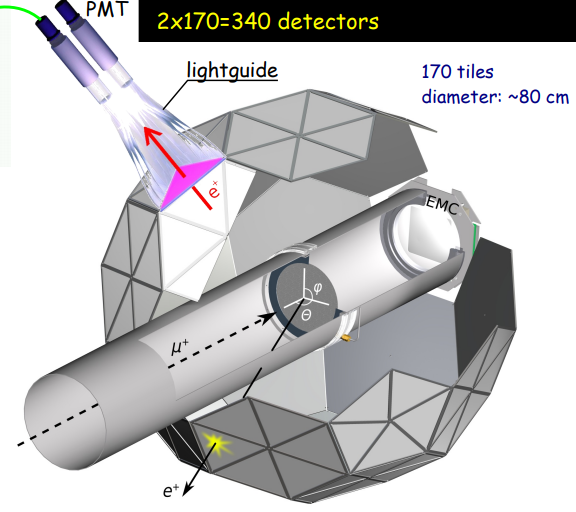 PMT
2x170=340 detectors
lightguide
170 tiles
diameter: ~80 cm
e⁺
EMC
φ
Θ
μ⁺
e⁺